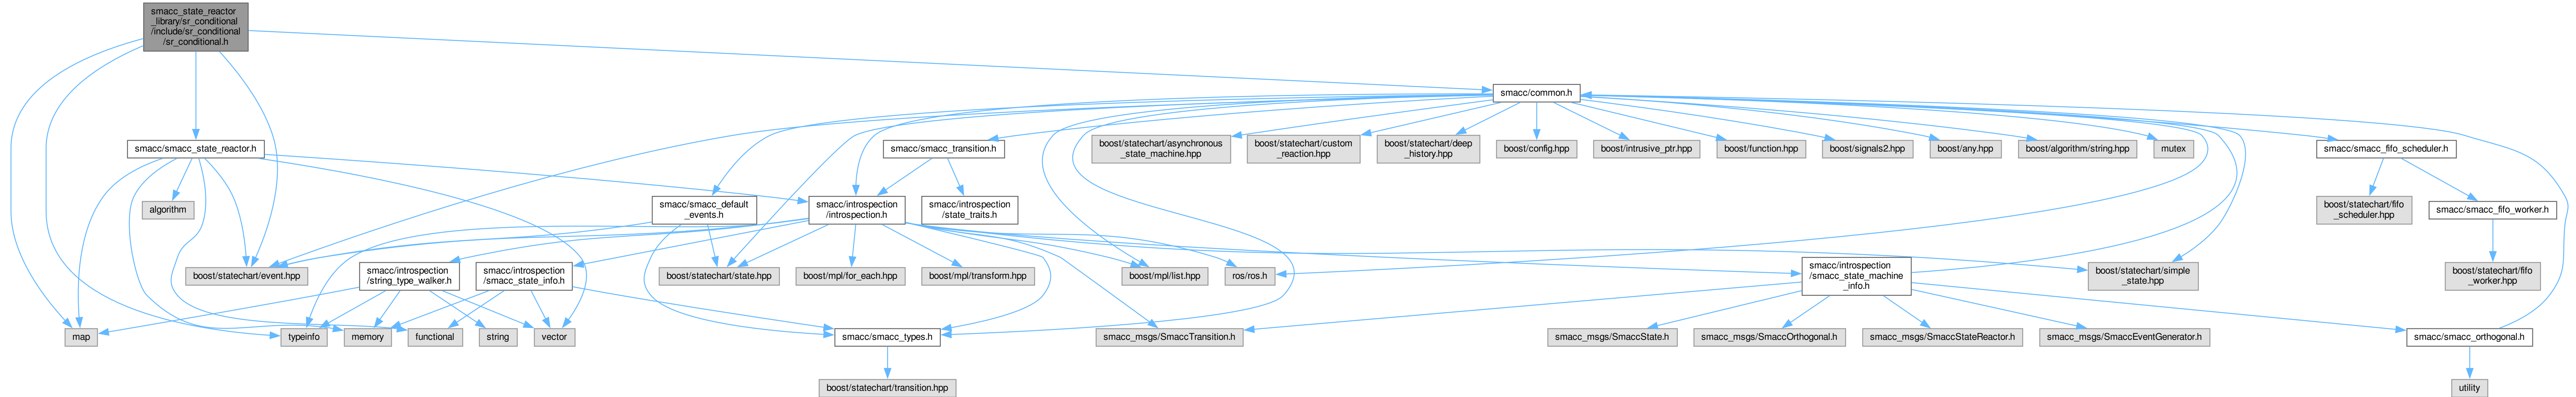 smacc_state_reactor
_library/sr_conditional
/include/sr_conditional
/sr_conditional.h
smacc/common.h
smacc/smacc_state_reactor.h
smacc/smacc_transition.h
boost/statechart/asynchronous
_state_machine.hpp
boost/statechart/custom
_reaction.hpp
boost/statechart/deep
_history.hpp
boost/config.hpp
boost/intrusive_ptr.hpp
boost/function.hpp
boost/signals2.hpp
boost/any.hpp
boost/algorithm/string.hpp
mutex
smacc/smacc_fifo_scheduler.h
algorithm
smacc/smacc_default
_events.h
smacc/introspection
/introspection.h
smacc/introspection
/state_traits.h
boost/statechart/fifo
_scheduler.hpp
smacc/smacc_fifo_worker.h
boost/statechart/event.hpp
smacc/introspection
/string_type_walker.h
smacc/introspection
/smacc_state_info.h
boost/statechart/state.hpp
boost/mpl/for_each.hpp
boost/mpl/transform.hpp
boost/mpl/list.hpp
ros/ros.h
smacc/introspection
/smacc_state_machine
_info.h
boost/statechart/simple
_state.hpp
boost/statechart/fifo
_worker.hpp
map
typeinfo
memory
functional
string
vector
smacc/smacc_types.h
smacc_msgs/SmaccTransition.h
smacc_msgs/SmaccState.h
smacc_msgs/SmaccOrthogonal.h
smacc_msgs/SmaccStateReactor.h
smacc_msgs/SmaccEventGenerator.h
smacc/smacc_orthogonal.h
boost/statechart/transition.hpp
utility